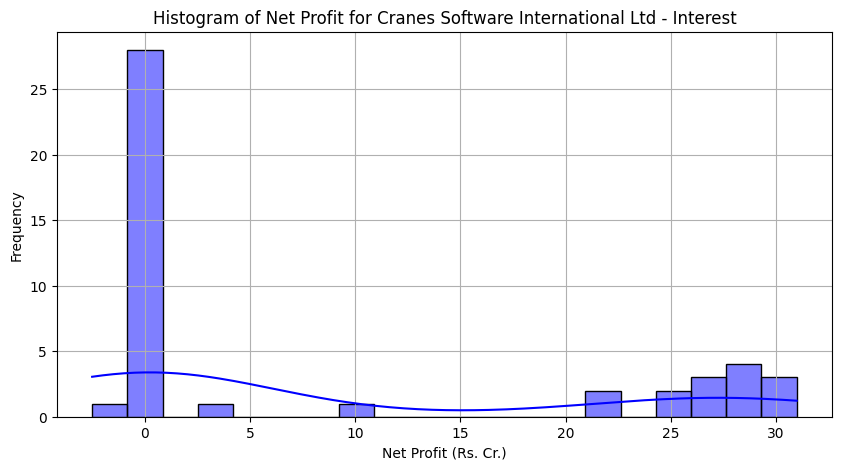 Histogram of Net Profit for Cranes Software International Ltd - Interest
Frequency
25
20
15
10
5
0
0 5 10 15 20 25 30
Net Profit (Rs. Cr.)